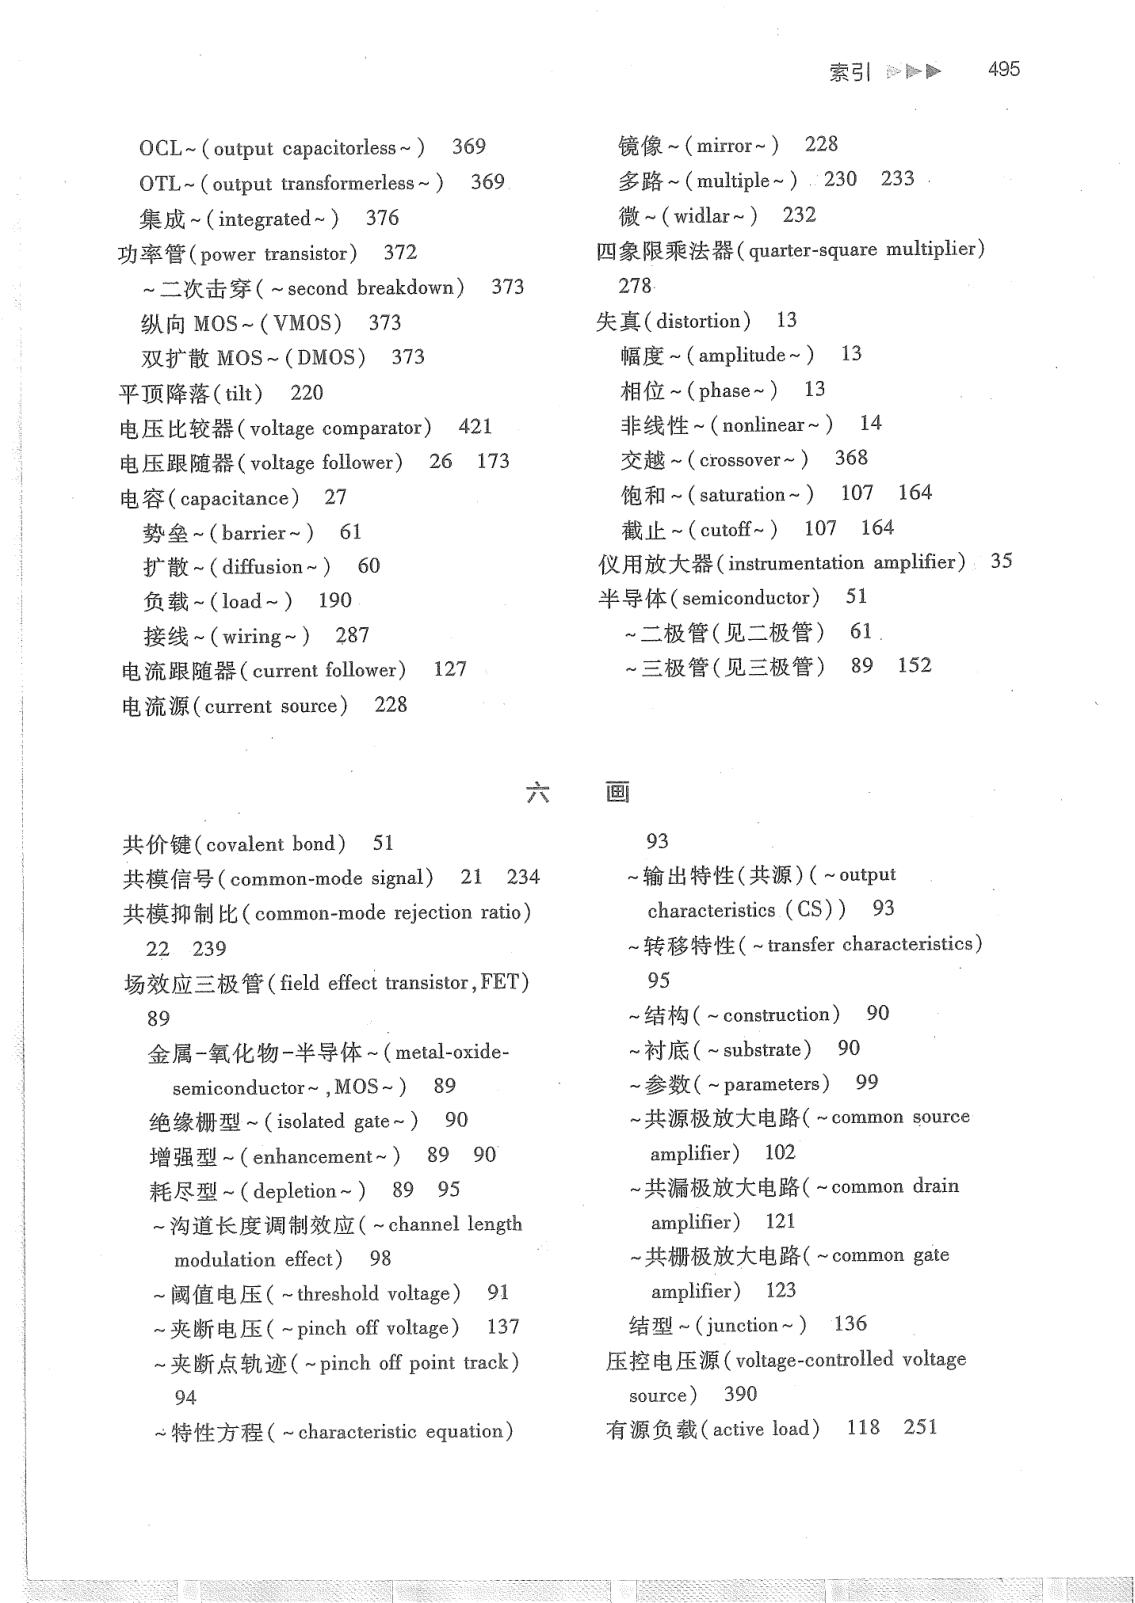 索引 495
OCL~(output capacitorless~) 369
OTL~(output transformerless~) 369
集成~(integrated~) 376
功率管(power transistor) 372
~二次击穿(~second breakdown) 373
纵向 MOS~(VMOS) 373
双扩散 MOS~(DMOS) 373
平顶降落(tilt) 220
电压比较器(voltage comparator) 421
电压跟随器(voltage follower) 26 173
电容(capacitance) 27
势垒~(barrier~) 61
扩散~(diffusion~) 60
负载~(load~) 190
接线~(wiring~) 287
电流跟随器(current follower) 127
电流源(current source) 228
镜像~(mirror~) 228
多路~(multiple~) 230 233
微~(widlar~) 232
四象限乘法器(quarter-square multiplier)
278
失真(distortion) 13
幅度~(amplitude~) 13
相位~(phase~) 13
非线性~(nonlinear~) 14
交越~(crossover~) 368
饱和~(saturation~) 107 164
截止~(cutoff~) 107 164
仪用放大器(instrumentation amplifier) 35
半导体(semiconductor) 51
~二极管(见二极管) 61
~三极管(见三极管) 89 152
六 画
共价键(covalent bond) 51
共模信号(common-mode signal) 21 234
共模抑制比(common-mode rejection ratio)
22 239
场效应三极管(field effect transistor,FET)
89
金属-氧化物-半导体~(metal-oxide-
semiconductor~,MOS~) 89
绝缘栅型~(isolated gate~) 90
增强型~(enhancement~) 89 90
耗尽型~(depletion~) 89 95
~沟道长度调制效应(~channel length
modulation effect) 98
~阈值电压(~threshold voltage) 91
~夹断电压(~pinch off voltage) 137
~夹断点轨迹(~pinch off point track)
94
~特性方程(~characteristic equation)
93
~输出特性(共源)(~output
characteristics (CS)) 93
~转移特性(~transfer characteristics)
95
~结构(~construction) 90
~衬底(~substrate) 90
~参数(~parameters) 99
~共源极放大电路(~common source
amplifier) 102
~共漏极放大电路(~common drain
amplifier) 121
~共栅极放大电路(~common gate
amplifier) 123
结型~(junction~) 136
压控电压源(voltage-controlled voltage
source) 390
有源负载(active load) 118 251